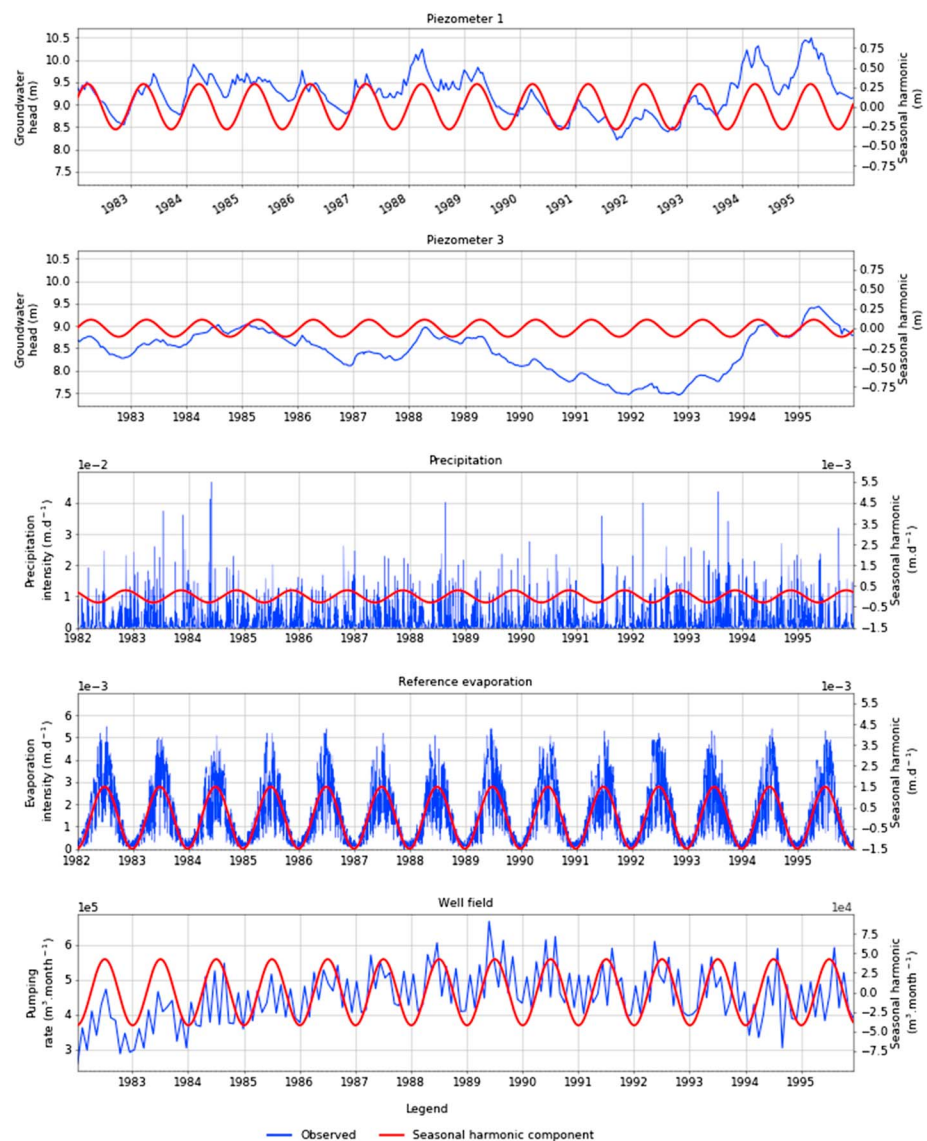 Piezometer 1
10.5
10.0
9.5
9.0
8.5
8.0
7.5
Groundwater
head (m)
0.75
0.50
0.25
0.00
−0.25
−0.50
−0.75
Seasonal harmonic
(m)
1983 1984 1985 1986 1987 1988 1989 1990 1991 1992 1993 1994 1995
Piezometer 3
10.5
10.0
9.5
9.0
8.5
8.0
7.5
Groundwater
head (m)
0.75
0.50
0.25
0.00
−0.25
−0.50
−0.75
Seasonal harmonic
(m)
1983 1984 1985 1986 1987 1988 1989 1990 1991 1992 1993 1994 1995
1e−2 Precipitation 1e−3
4
3
2
1
0
Precipitation
intensity (m.d⁻¹)
5.5
4.5
3.5
2.5
1.5
0.5
−0.5
−1.5
Seasonal harmonic
(m.d⁻¹)
1982 1983 1984 1985 1986 1987 1988 1989 1990 1991 1992 1993 1994 1995
1e−3 Reference evaporation 1e−3
6
5
4
3
2
1
0
Evaporation
intensity (m.d⁻¹)
5.5
4.5
3.5
2.5
1.5
0.5
−0.5
−1.5
Seasonal harmonic
(m.d⁻¹)
1982 1983 1984 1985 1986 1987 1988 1989 1990 1991 1992 1993 1994 1995
1e5 Well field 1e4
6
5
4
3
Pumping
rate (m³.month⁻¹)
7.5
5.0
2.5
0.0
−2.5
−5.0
−7.5
Seasonal harmonic
(m³.month⁻¹)
1983 1984 1985 1986 1987 1988 1989 1990 1991 1992 1993 1994 1995
Legend
Observed Seasonal harmonic component